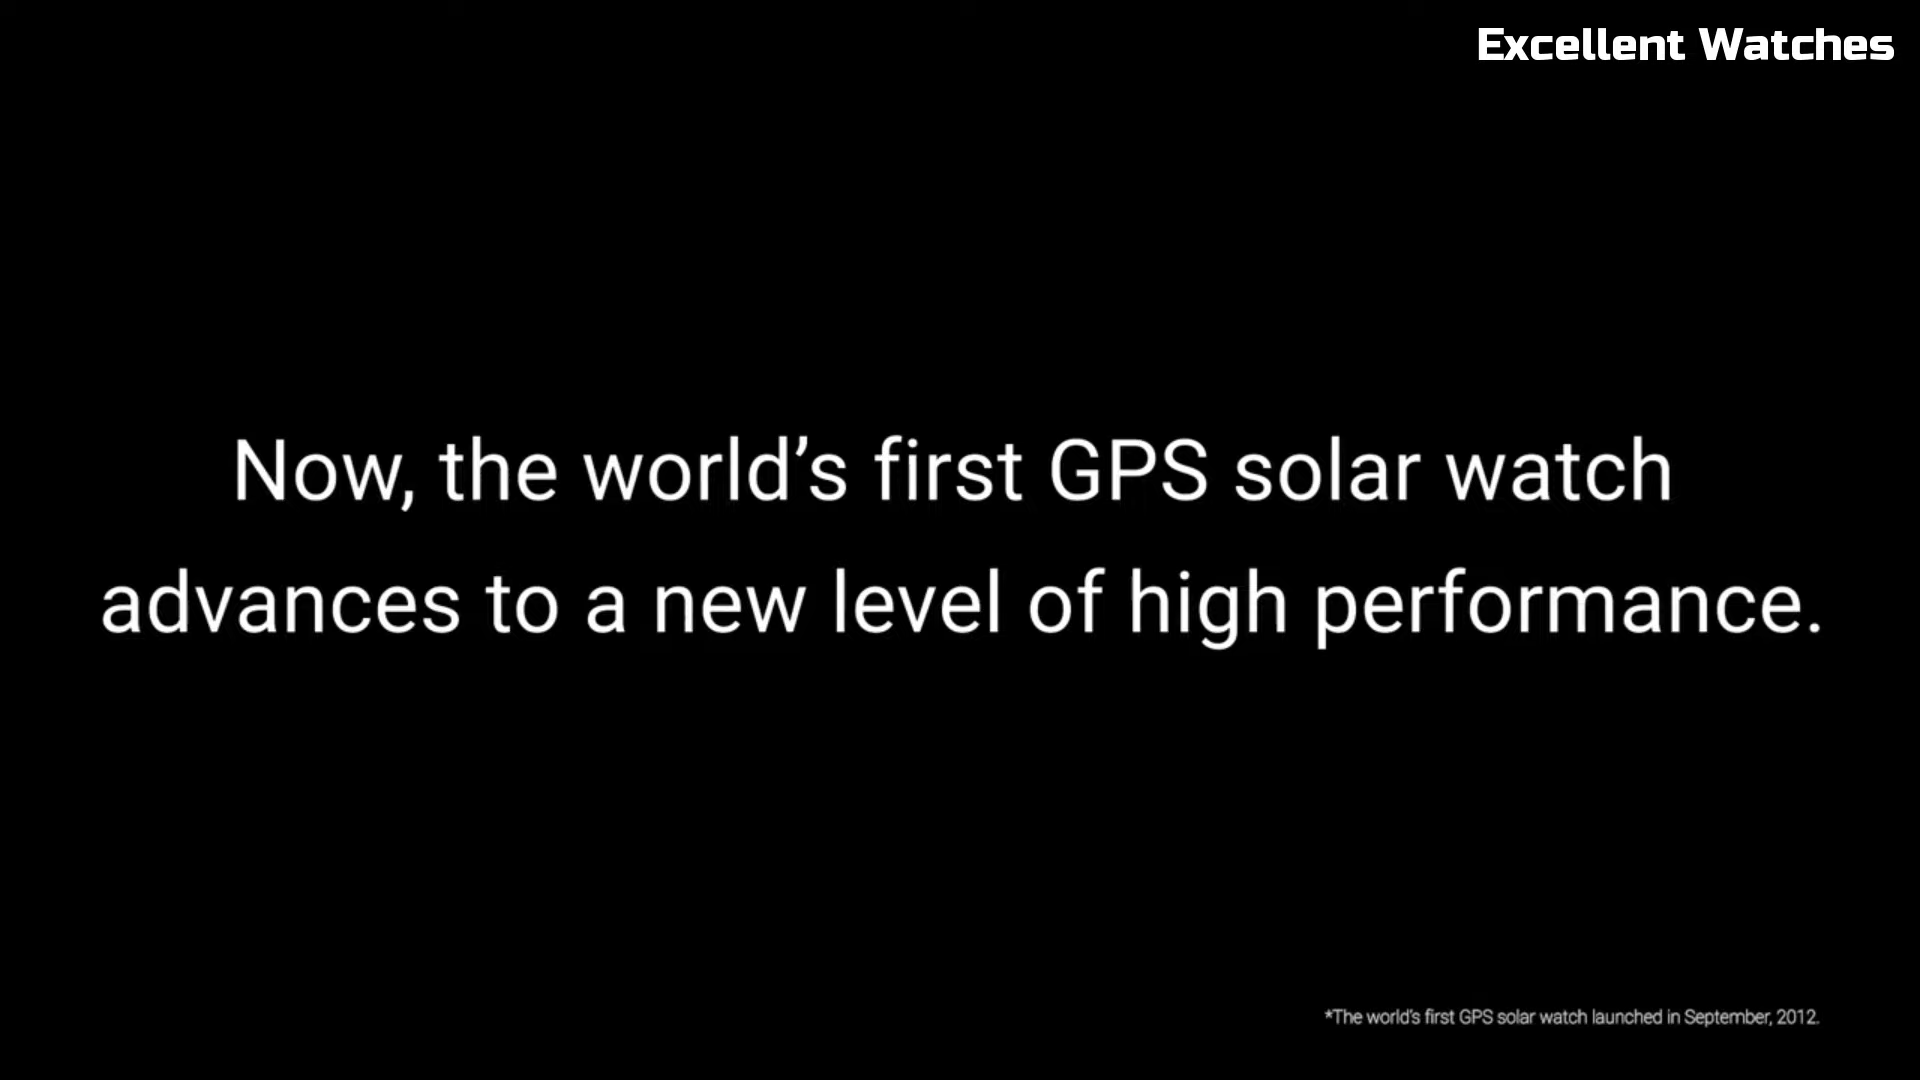 Excellent Watches
Now, the world’s first GPS solar watch
advances to a new level of high performance.
*The world’s first GPS solar watch launched in September, 2012.